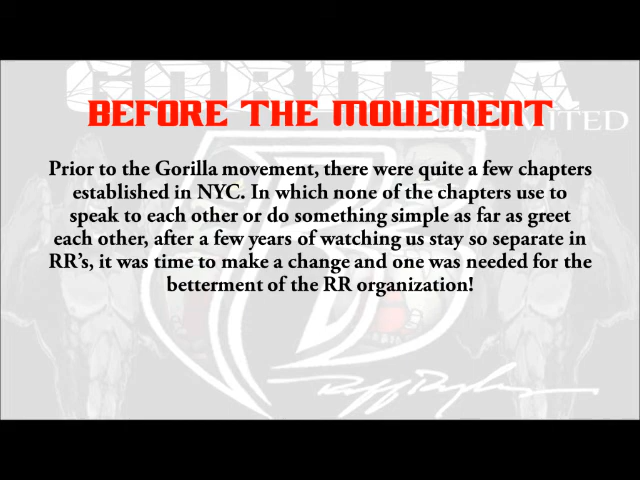 GORILLA
UNLIMITED
BEFORE THE MOVEMENT
Prior to the Gorilla movement, there were quite a few chapters
established in NYC. In which none of the chapters use to
speak to each other or do something simple as far as greet
each other, after a few years of watching us stay so separate in
RR's, it was time to make a change and one was needed for the
betterment of the RR organization!
Ruff Ryders